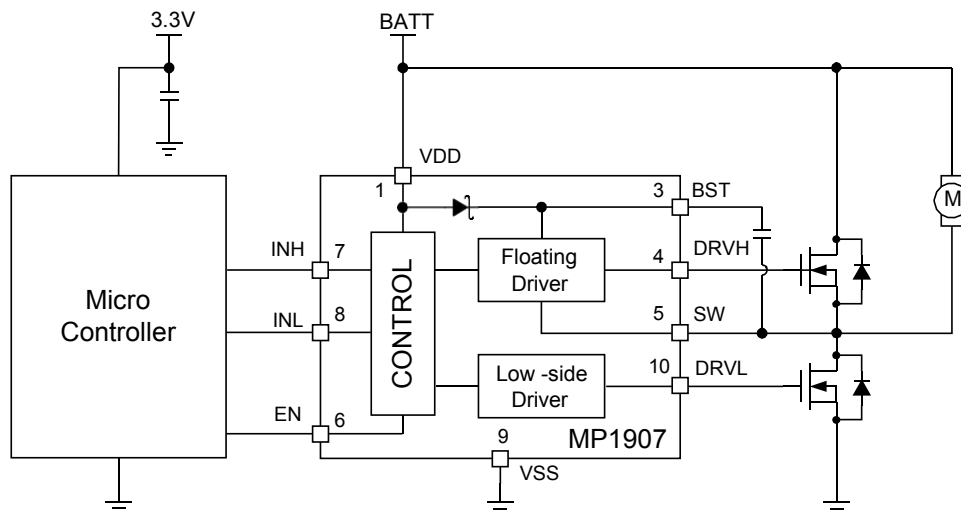 3.3V
BATT
VDD
1
3
BST
M
INH
7
Floating
Driver
4
DRVH
Micro
Controller
INL
8
CONTROL
5
SW
Low -side
Driver
10
DRVL
EN
6
9
MP1907
VSS